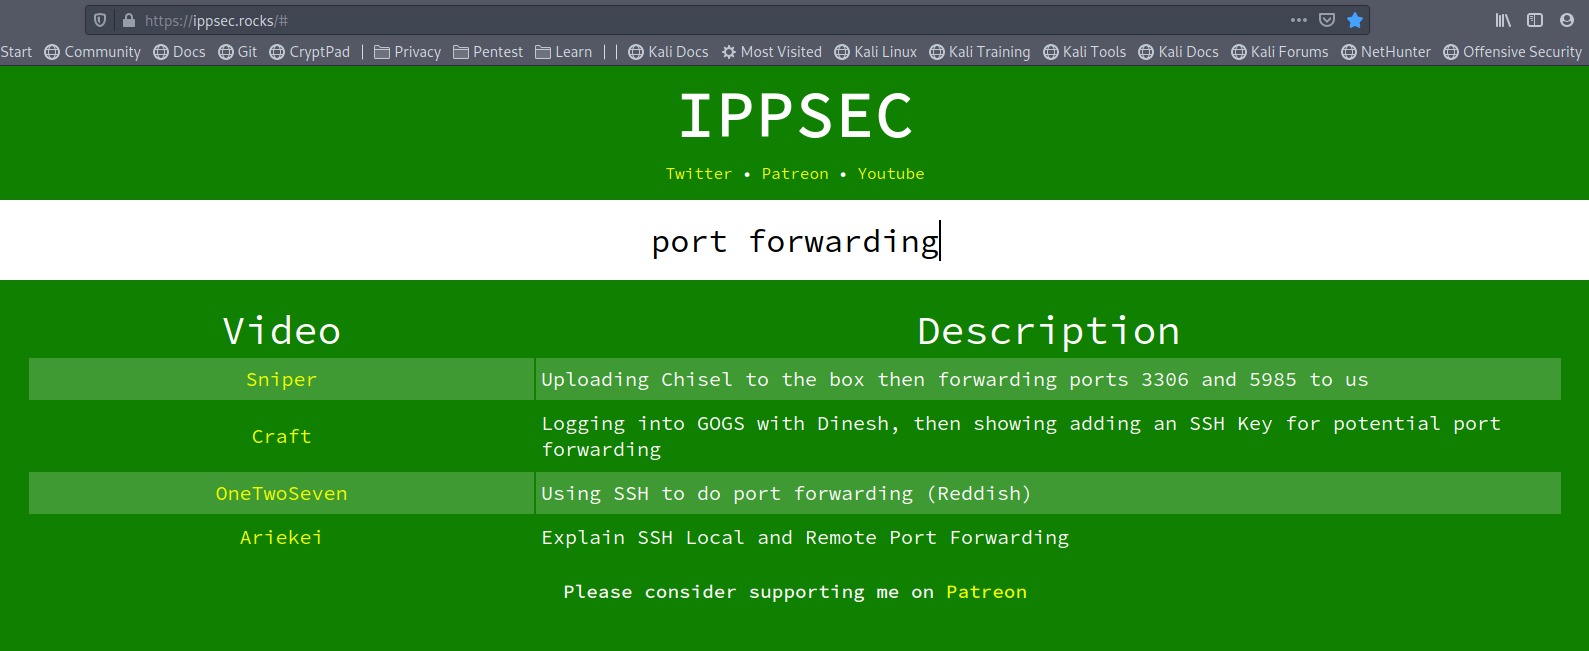 https://ippsec.rocks/#
Start Community Docs Git CryptPad | Privacy Pentest Learn | | Kali Docs Most Visited Kali Linux Kali Training Kali Tools Kali Docs Kali Forums NetHunter Offensive Security
IPPSEC
Twitter • Patreon • Youtube
port forwarding
Video Description
Sniper Uploading Chisel to the box then forwarding ports 3306 and 5985 to us
Craft Logging into GOGS with Dinesh, then showing adding an SSH Key for potential port
forwarding
OneTwoSeven Using SSH to do port forwarding (Reddish)
Ariekei Explain SSH Local and Remote Port Forwarding
Please consider supporting me on Patreon